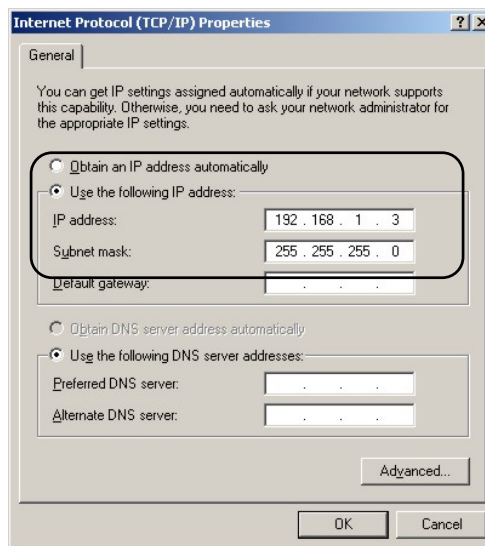 Internet Protocol (TCP/IP) Properties
General
You can get IP settings assigned automatically if your network supports
this capability. Otherwise, you need to ask your network administrator for
the appropriate IP settings.
Obtain an IP address automatically
Use the following IP address:
IP address: 192 . 168 . 1 . 3
Subnet mask: 255 . 255 . 255 . 0
Default gateway: . . .
Obtain DNS server address automatically
Use the following DNS server addresses:
Preferred DNS server: . . .
Alternate DNS server: . . .
Advanced...
OK Cancel